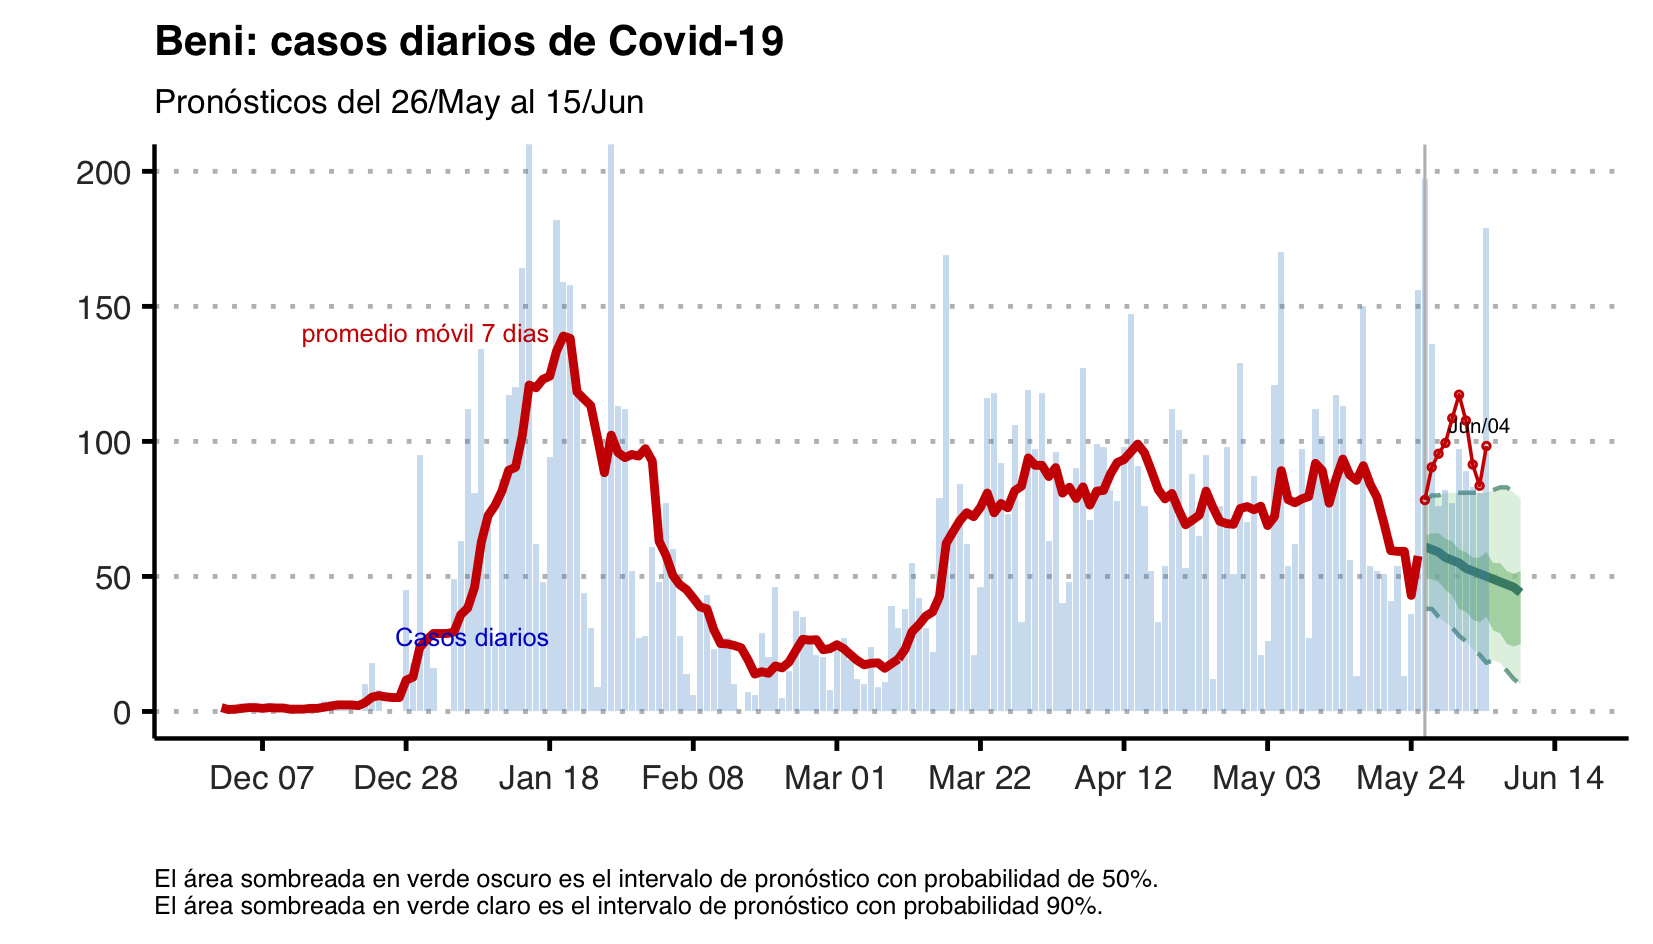 Beni: casos diarios de Covid-19
Pronósticos del 26/May al 15/Jun
200
150
100
50
0
promedio móvil 7 dias
Casos diarios
Jun/04
Dec 07 Dec 28 Jan 18 Feb 08 Mar 01 Mar 22 Apr 12 May 03 May 24 Jun 14
El área sombreada en verde oscuro es el intervalo de pronóstico con probabilidad de 50%.
El área sombreada en verde claro es el intervalo de pronóstico con probabilidad 90%.